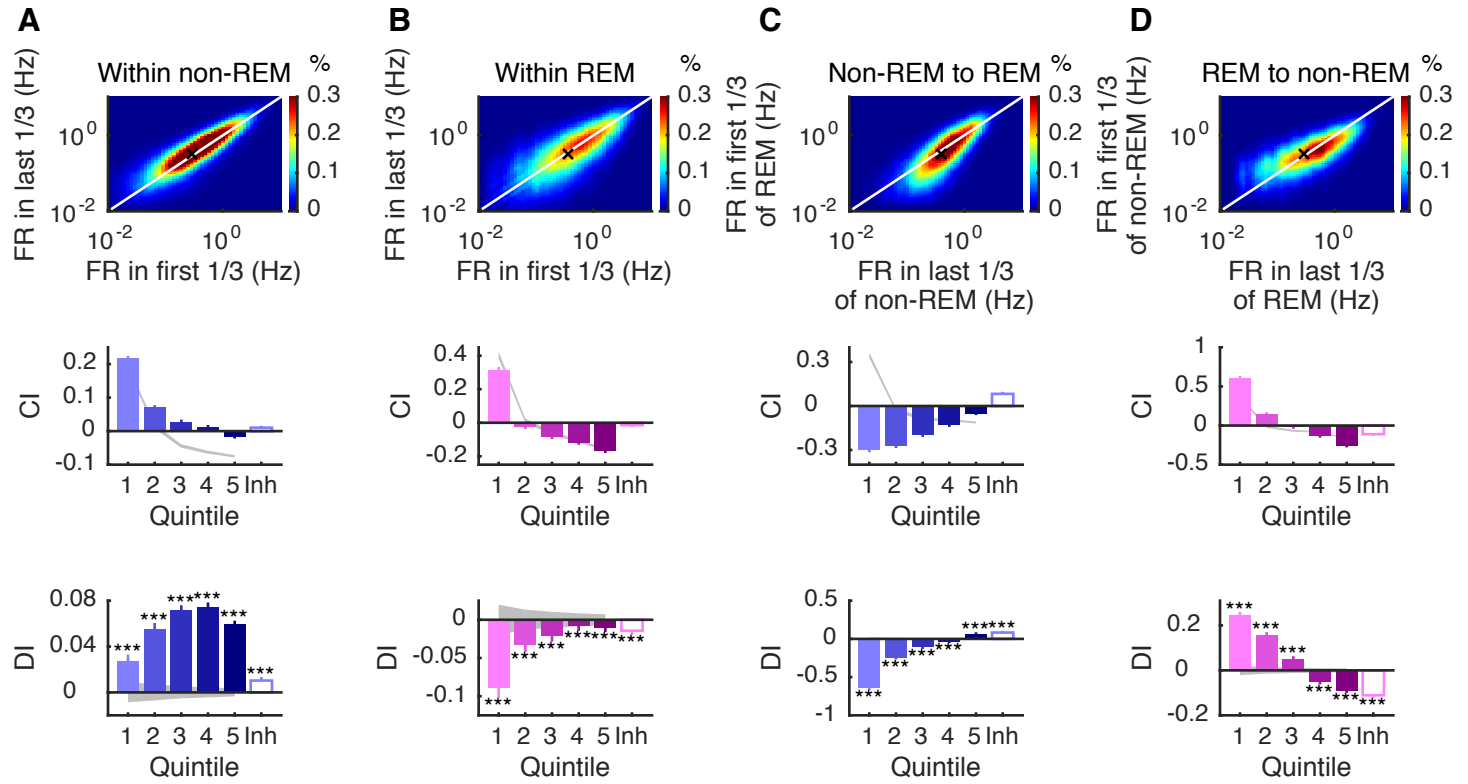 A
FR in last 1/3 (Hz)
Within non-REM
%
10^0
10^-2
10^-2
10^0
FR in first 1/3 (Hz)
0.3
0.2
0.1
0
CI
0.2
0.1
0
-0.1
1 2 3 4 5 Inh
Quintile
DI
0.08
0.04
0
*** *** *** *** *** ***
1 2 3 4 5 Inh
Quintile
B
FR in last 1/3 (Hz)
Within REM
%
10^0
10^-2
10^-2
10^0
FR in first 1/3 (Hz)
0.3
0.2
0.1
0
CI
0.4
0.2
0
-0.2
1 2 3 4 5 Inh
Quintile
DI
0
-0.05
-0.1
*** *** *** *** *** ***
1 2 3 4 5 Inh
Quintile
C
FR in first 1/3
of REM (Hz)
Non-REM to REM
%
10^0
10^-2
10^-2
10^0
FR in last 1/3
of non-REM (Hz)
0.3
0.2
0.1
0
CI
0.3
0
-0.3
1 2 3 4 5 Inh
Quintile
DI
0.5
0
-0.5
-1
*** *** *** *** *** ***
1 2 3 4 5 Inh
Quintile
D
FR in first 1/3
of non-REM (Hz)
REM to non-REM
%
10^0
10^-2
10^-2
10^0
FR in last 1/3
of REM (Hz)
0.3
0.2
0.1
0
CI
1
0.5
0
-0.5
1 2 3 4 5 Inh
Quintile
DI
0.2
0
-0.2
*** *** *** *** *** ***
1 2 3 4 5 Inh
Quintile